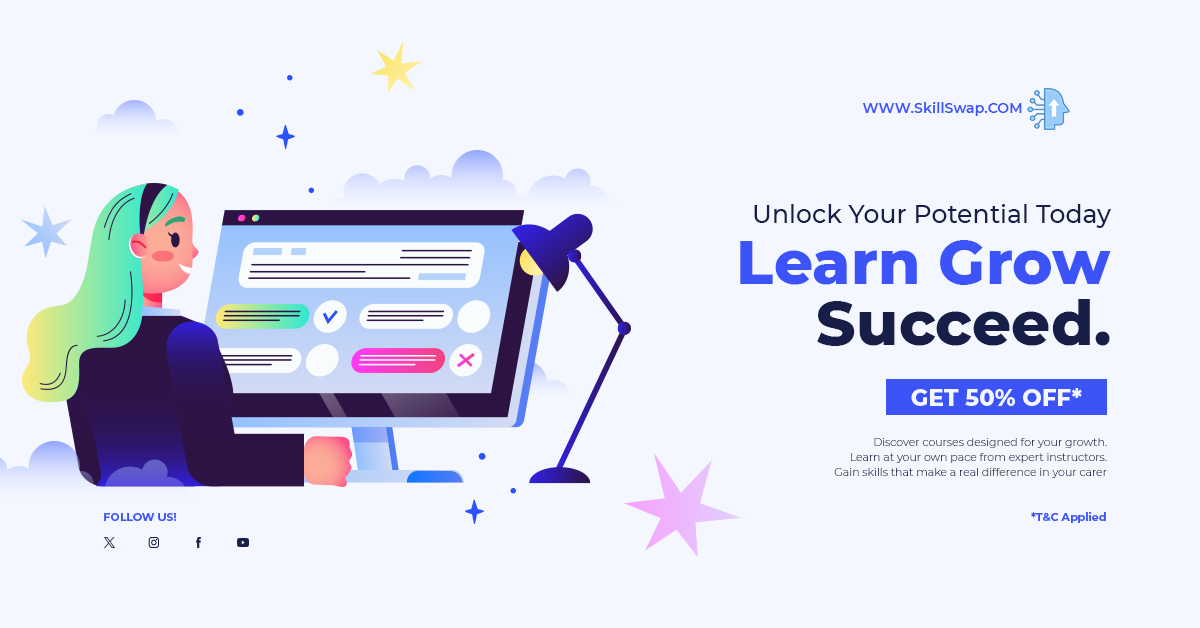 WWW.SkillSwap.COM
Unlock Your Potential Today
Learn Grow
Succeed.
GET 50% OFF*
Discover courses designed for your growth.
Learn at your own pace from expert instructors.
Gain skills that make a real difference in your carer
*T&C Applied
FOLLOW US!